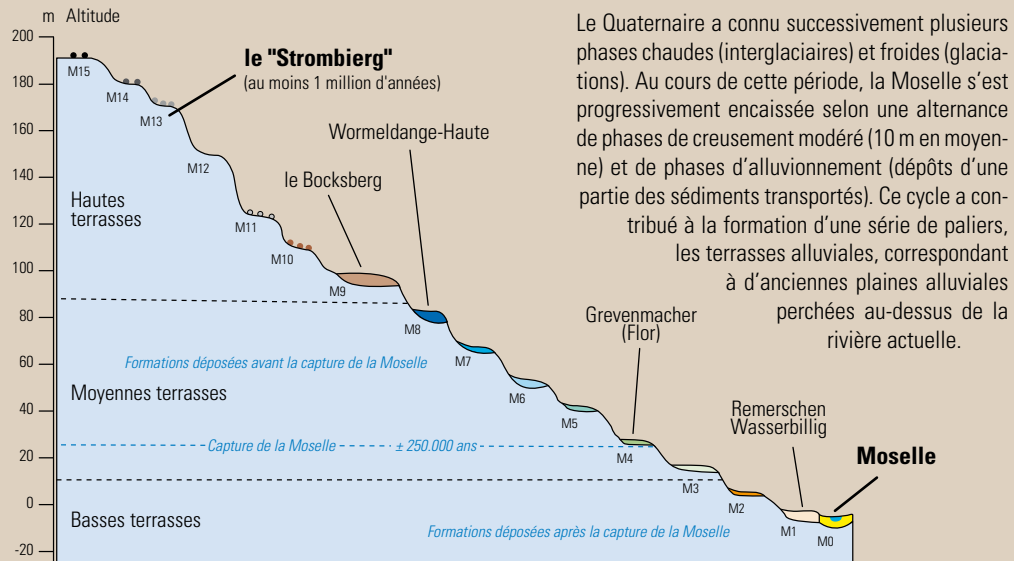 m Altitude
200
180
160
140
120
100
80
60
40
20
0
-20
Le Quaternaire a connu successivement plusieurs
phases chaudes (interglaciaires) et froides (glacia-
tions). Au cours de cette période, la Moselle s'est
progressivement encaissée selon une alternance
de phases de creusement modéré (10 m en moyen-
ne) et de phases d'alluvionnement (dépôts d'une
partie des sédiments transportés). Ce cycle a con-
tribué à la formation d'une série de paliers,
les terrasses alluviales, correspondant
à d'anciennes plaines alluviales
perchées au-dessus de la
rivière actuelle.
le "Strombierg"
(au moins 1 million d'années)
Wormeldange-Haute
le Bocksberg
Grevenmacher
(Flor)
Remerschen
Wasserbillig
Moselle
M15
M14
M13
M12
M11
M10
M9
M8
M7
M6
M5
M4
M3
M2
M1
M0
Hautes
terrasses
Formations déposées avant la capture de la Moselle
Moyennes terrasses
Capture de la Moselle ± 250.000 ans
Basses terrasses
Formations déposées après la capture de la Moselle